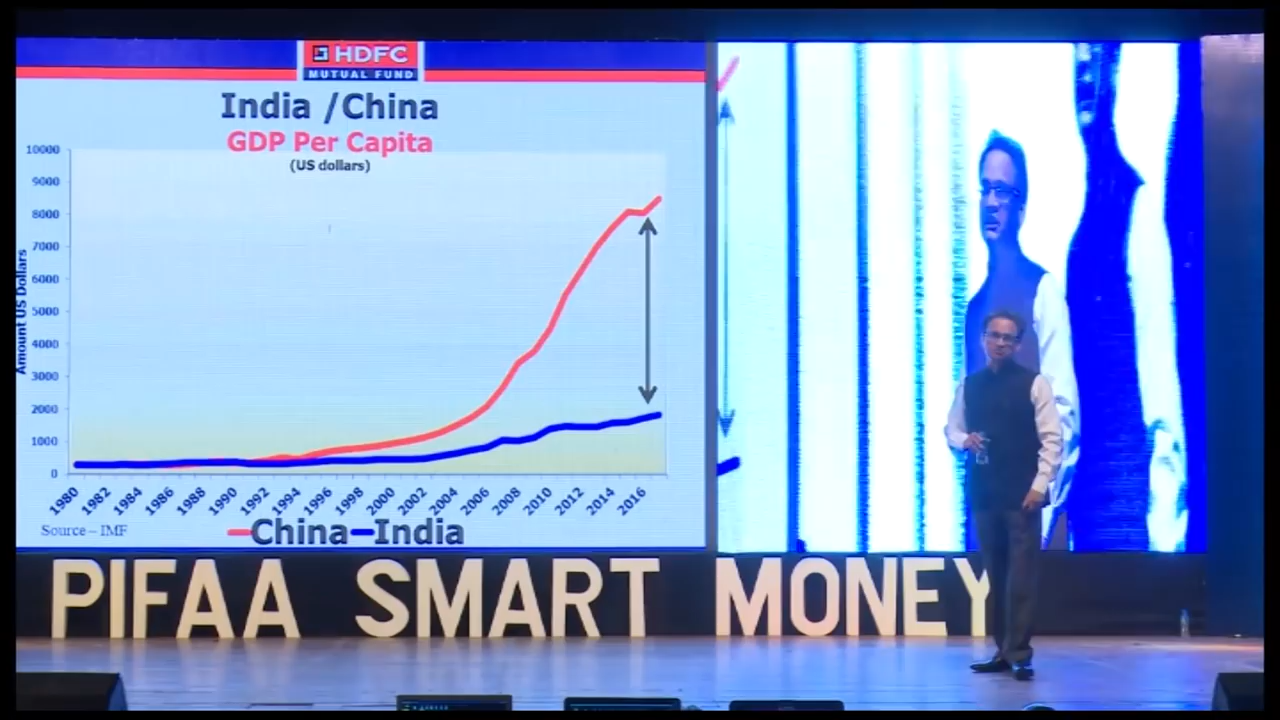 HDFC
MUTUAL FUND
India /China
GDP Per Capita
(US dollars)
Amount US Dollars
10000
9000
8000
7000
6000
5000
4000
3000
2000
1000
0
1980 1982 1984 1986 1988 1990 1992 1994 1996 1998 2000 2002 2004 2006 2008 2010 2012 2014 2016
Source – IMF
China India
PIFAA SMART MONEY